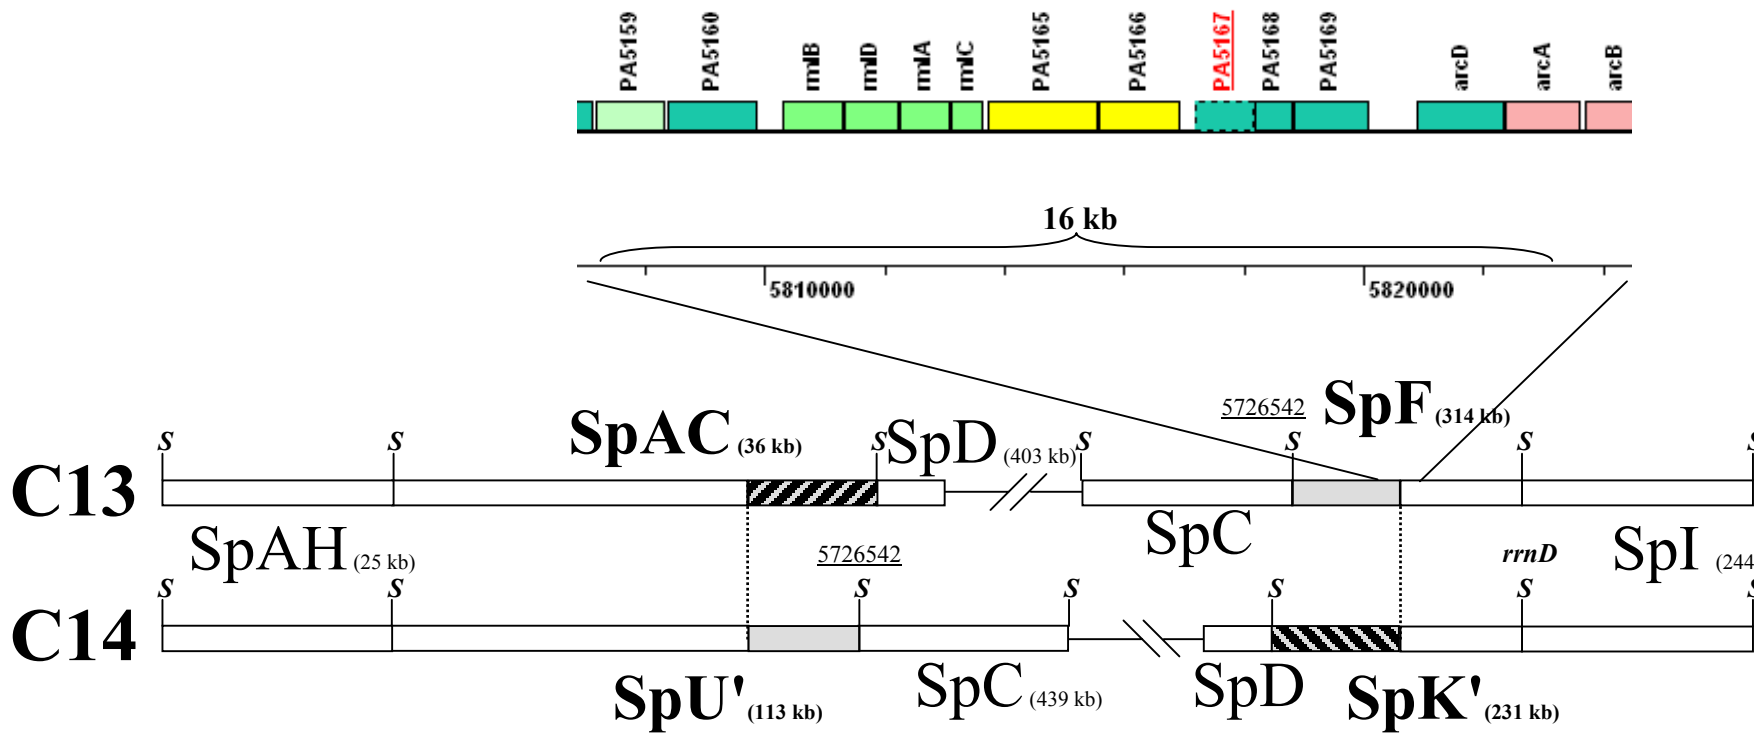 PA5159 PA5160 rmlB rmlD rmlA rmlC PA5165 PA5166 PA5167 PA5168 PA5169 arcD arcA arcB
16 kb
5810000 5820000
5726542 SpF (314 kb)
SpAC (36 kb) SpD (403 kb)
S S S S S S S
C13
SpAH (25 kb) SpC SpI (244
5726542 rrnD
S S S S S S S
C14
SpU' (113 kb) SpC (439 kb) SpD SpK' (231 kb)